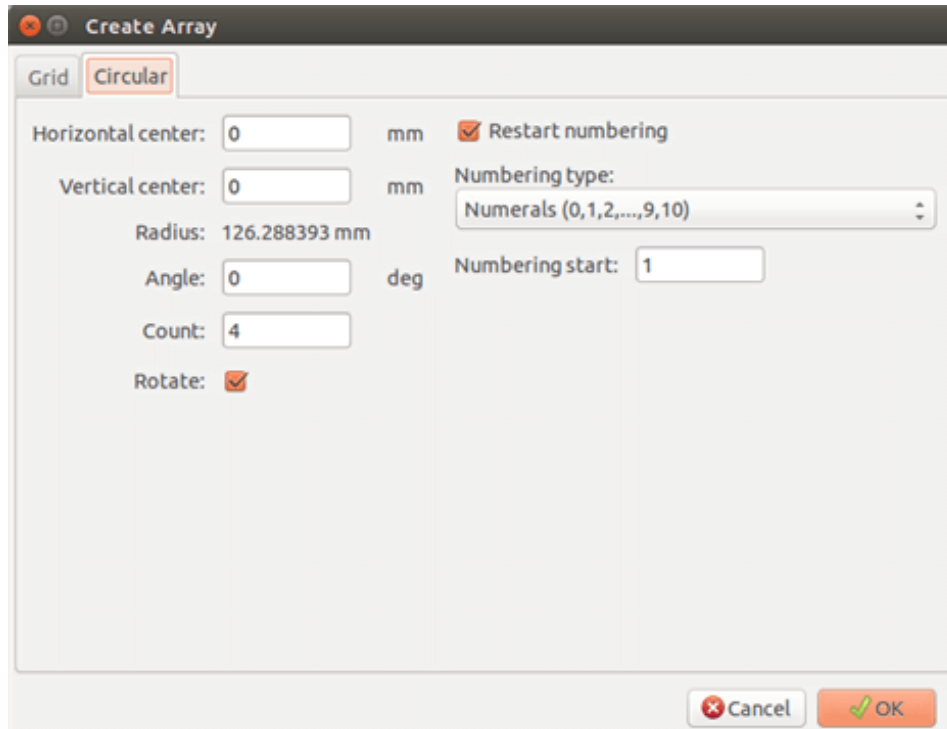 Create Array
Grid Circular
Horizontal center: 0 mm
Vertical center: 0 mm
Radius: 126.288393 mm
Angle: 0 deg
Count: 4
Rotate:
Restart numbering
Numbering type:
Numerals (0,1,2,...,9,10)
Numbering start: 1
Cancel OK